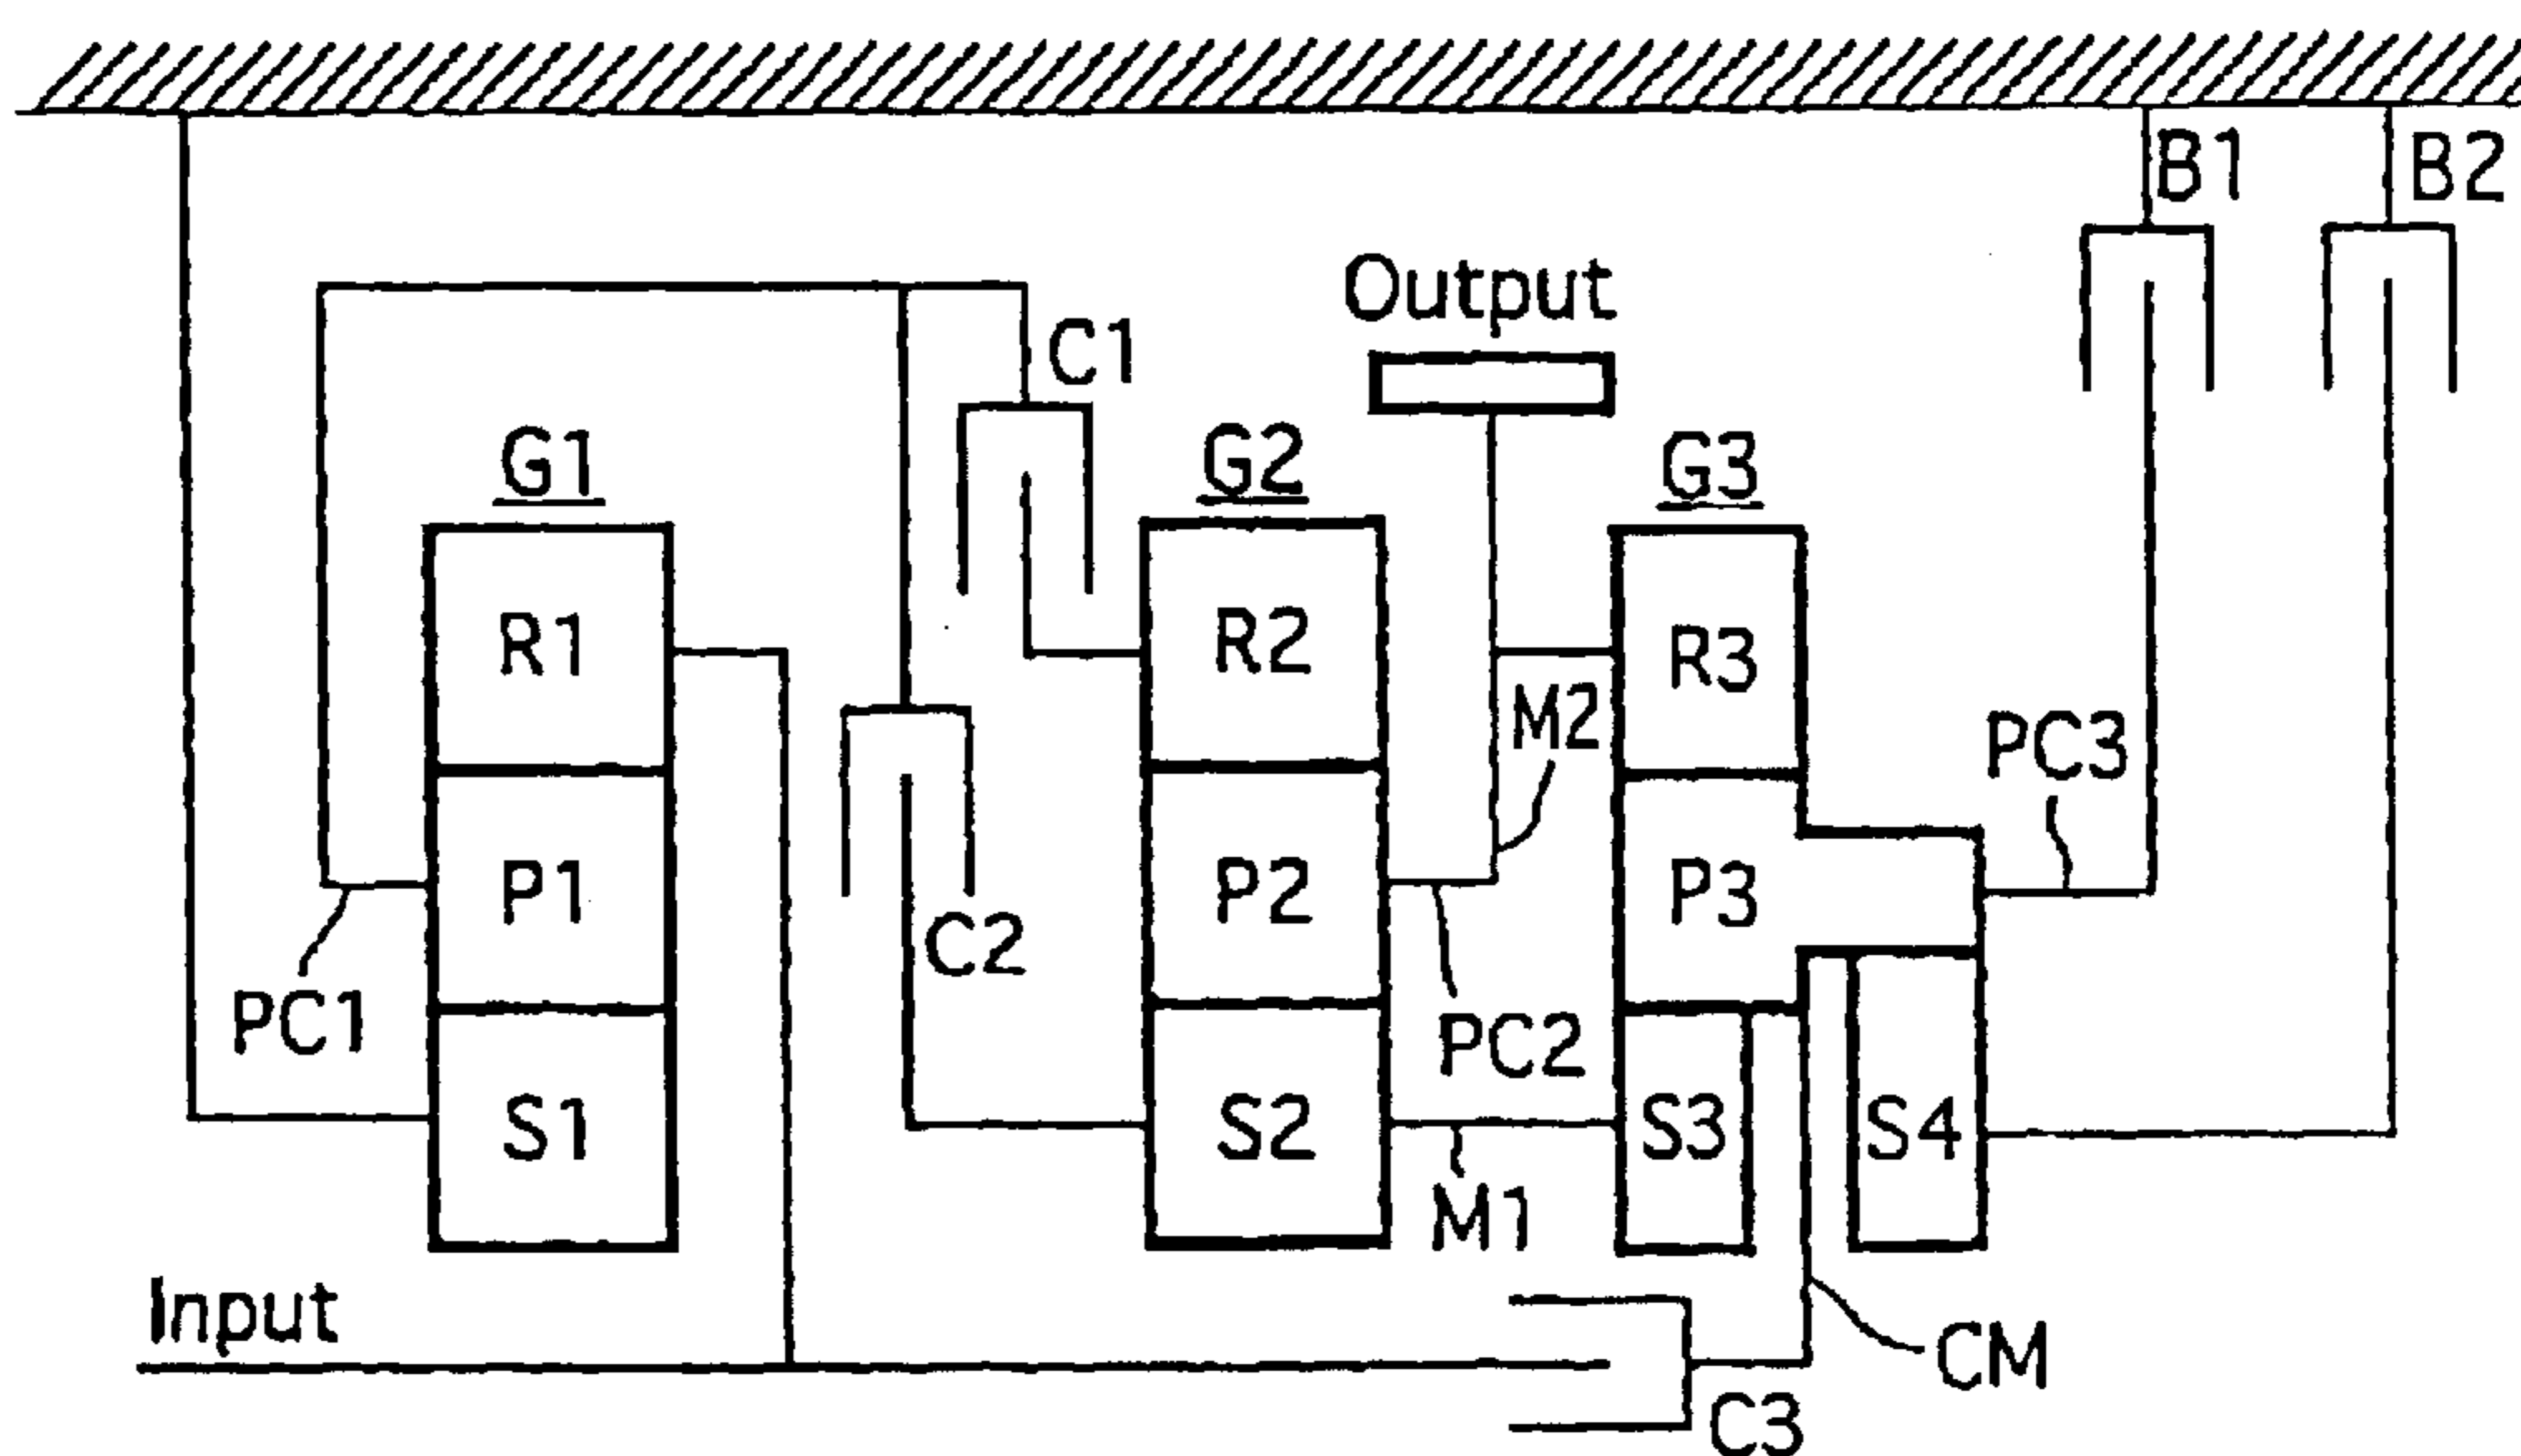 B1
B2
Output
C1
G1
G2
G3
R1
R2
R3
M2
PC3
P1
P2
P3
C2
PC1
PC2
S1
S2
S3
S4
M1
Input
CM
C3